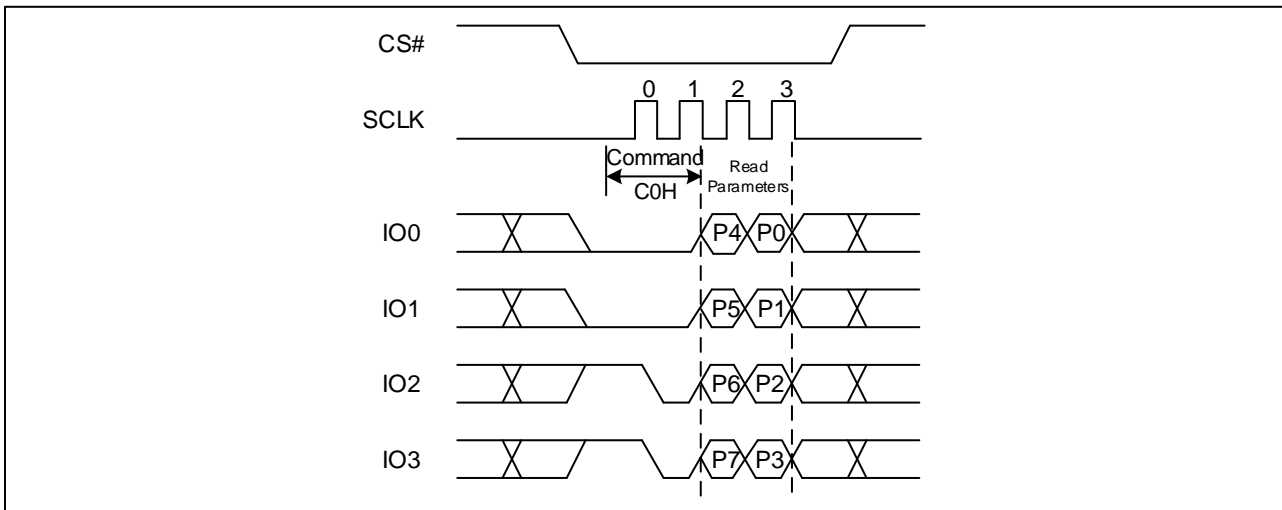 CS#
0 1 2 3
SCLK
Command
C0H
Read
Parameters
IO0
P4 P0
IO1
P5 P1
IO2
P6 P2
IO3
P7 P3